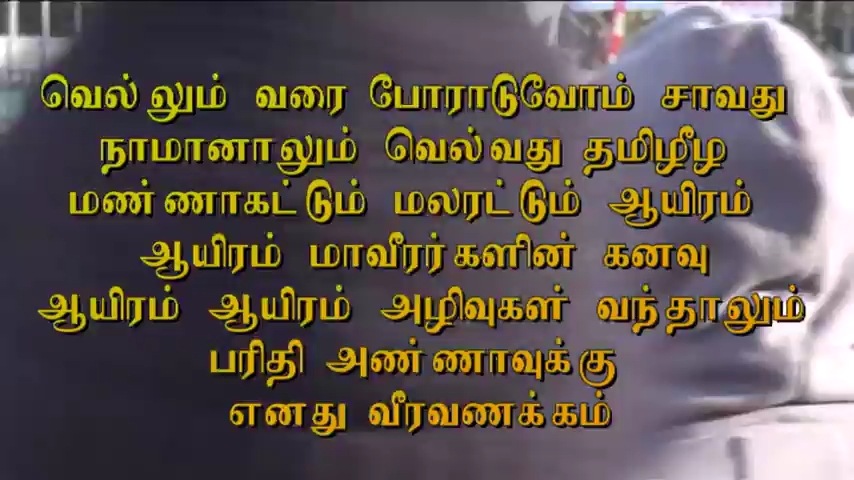 வெல்லும் வரை போராடுவோம் சாவது
நாமானாலும் வெல்வது தமிழீழ
மண்ணாகட்டும் மலரட்டும் ஆயிரம்
ஆயிரம் மாவீரர்களின் கனவு
ஆயிரம் ஆயிரம் அழிவுகள் வந்தாலும்
பரிதி அண்ணாவுக்கு
எனது வீரவணக்கம்